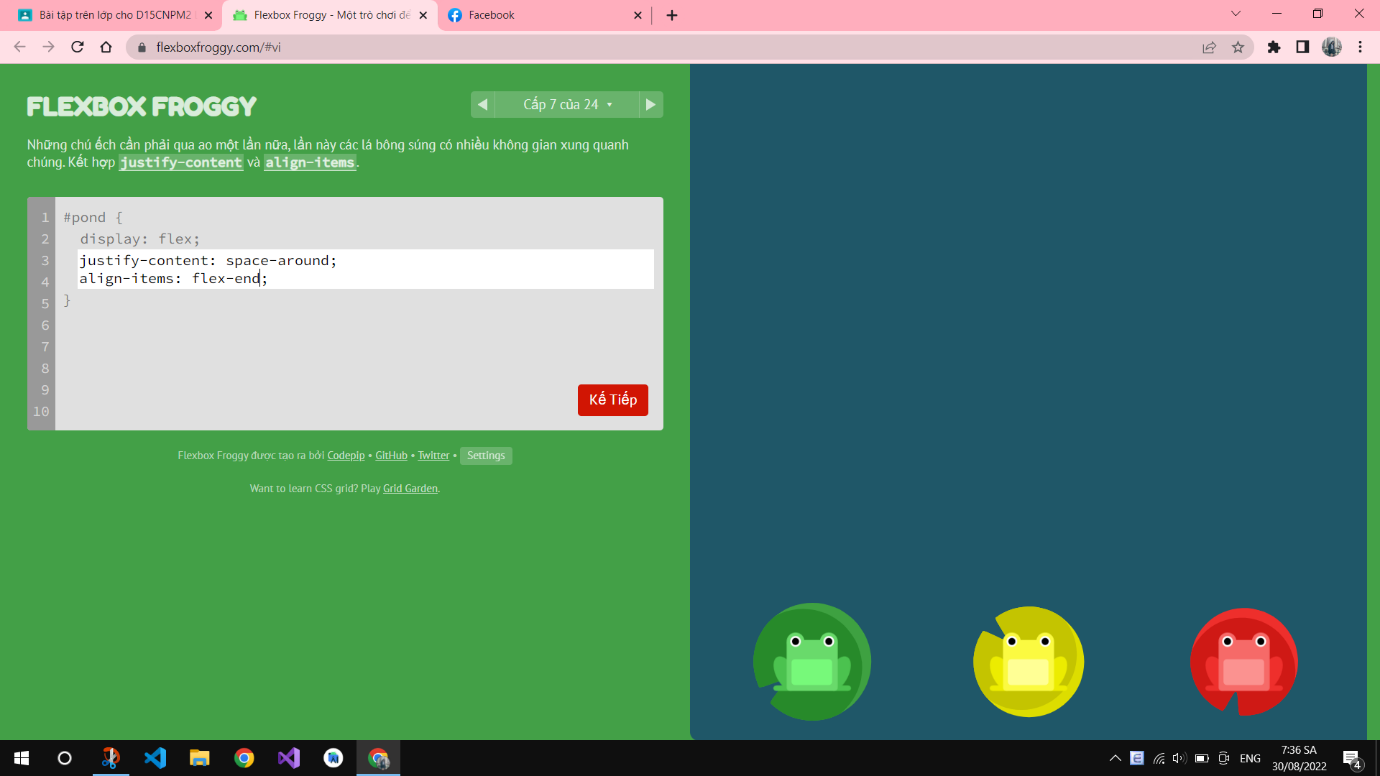 Bài tập trên lớp cho D15CNPM2
Flexbox Froggy - Một trò chơi để
Facebook
flexboxfroggy.com/#vi
FLEXBOX FROGGY
Cấp 7 của 24
Những chú ếch cần phải qua ao một lần nữa, lần này các lá bông súng có nhiều không gian xung quanh
chúng. Kết hợp justify-content và align-items.
1 #pond {
2 display: flex;
3 justify-content: space-around;
4 align-items: flex-end;
5 }
6
7
8
9
10
Kế Tiếp
Flexbox Froggy được tạo ra bởi Codepip • GitHub • Twitter • Settings
Want to learn CSS grid? Play Grid Garden.
ENG
7:36 SA
30/08/2022
4